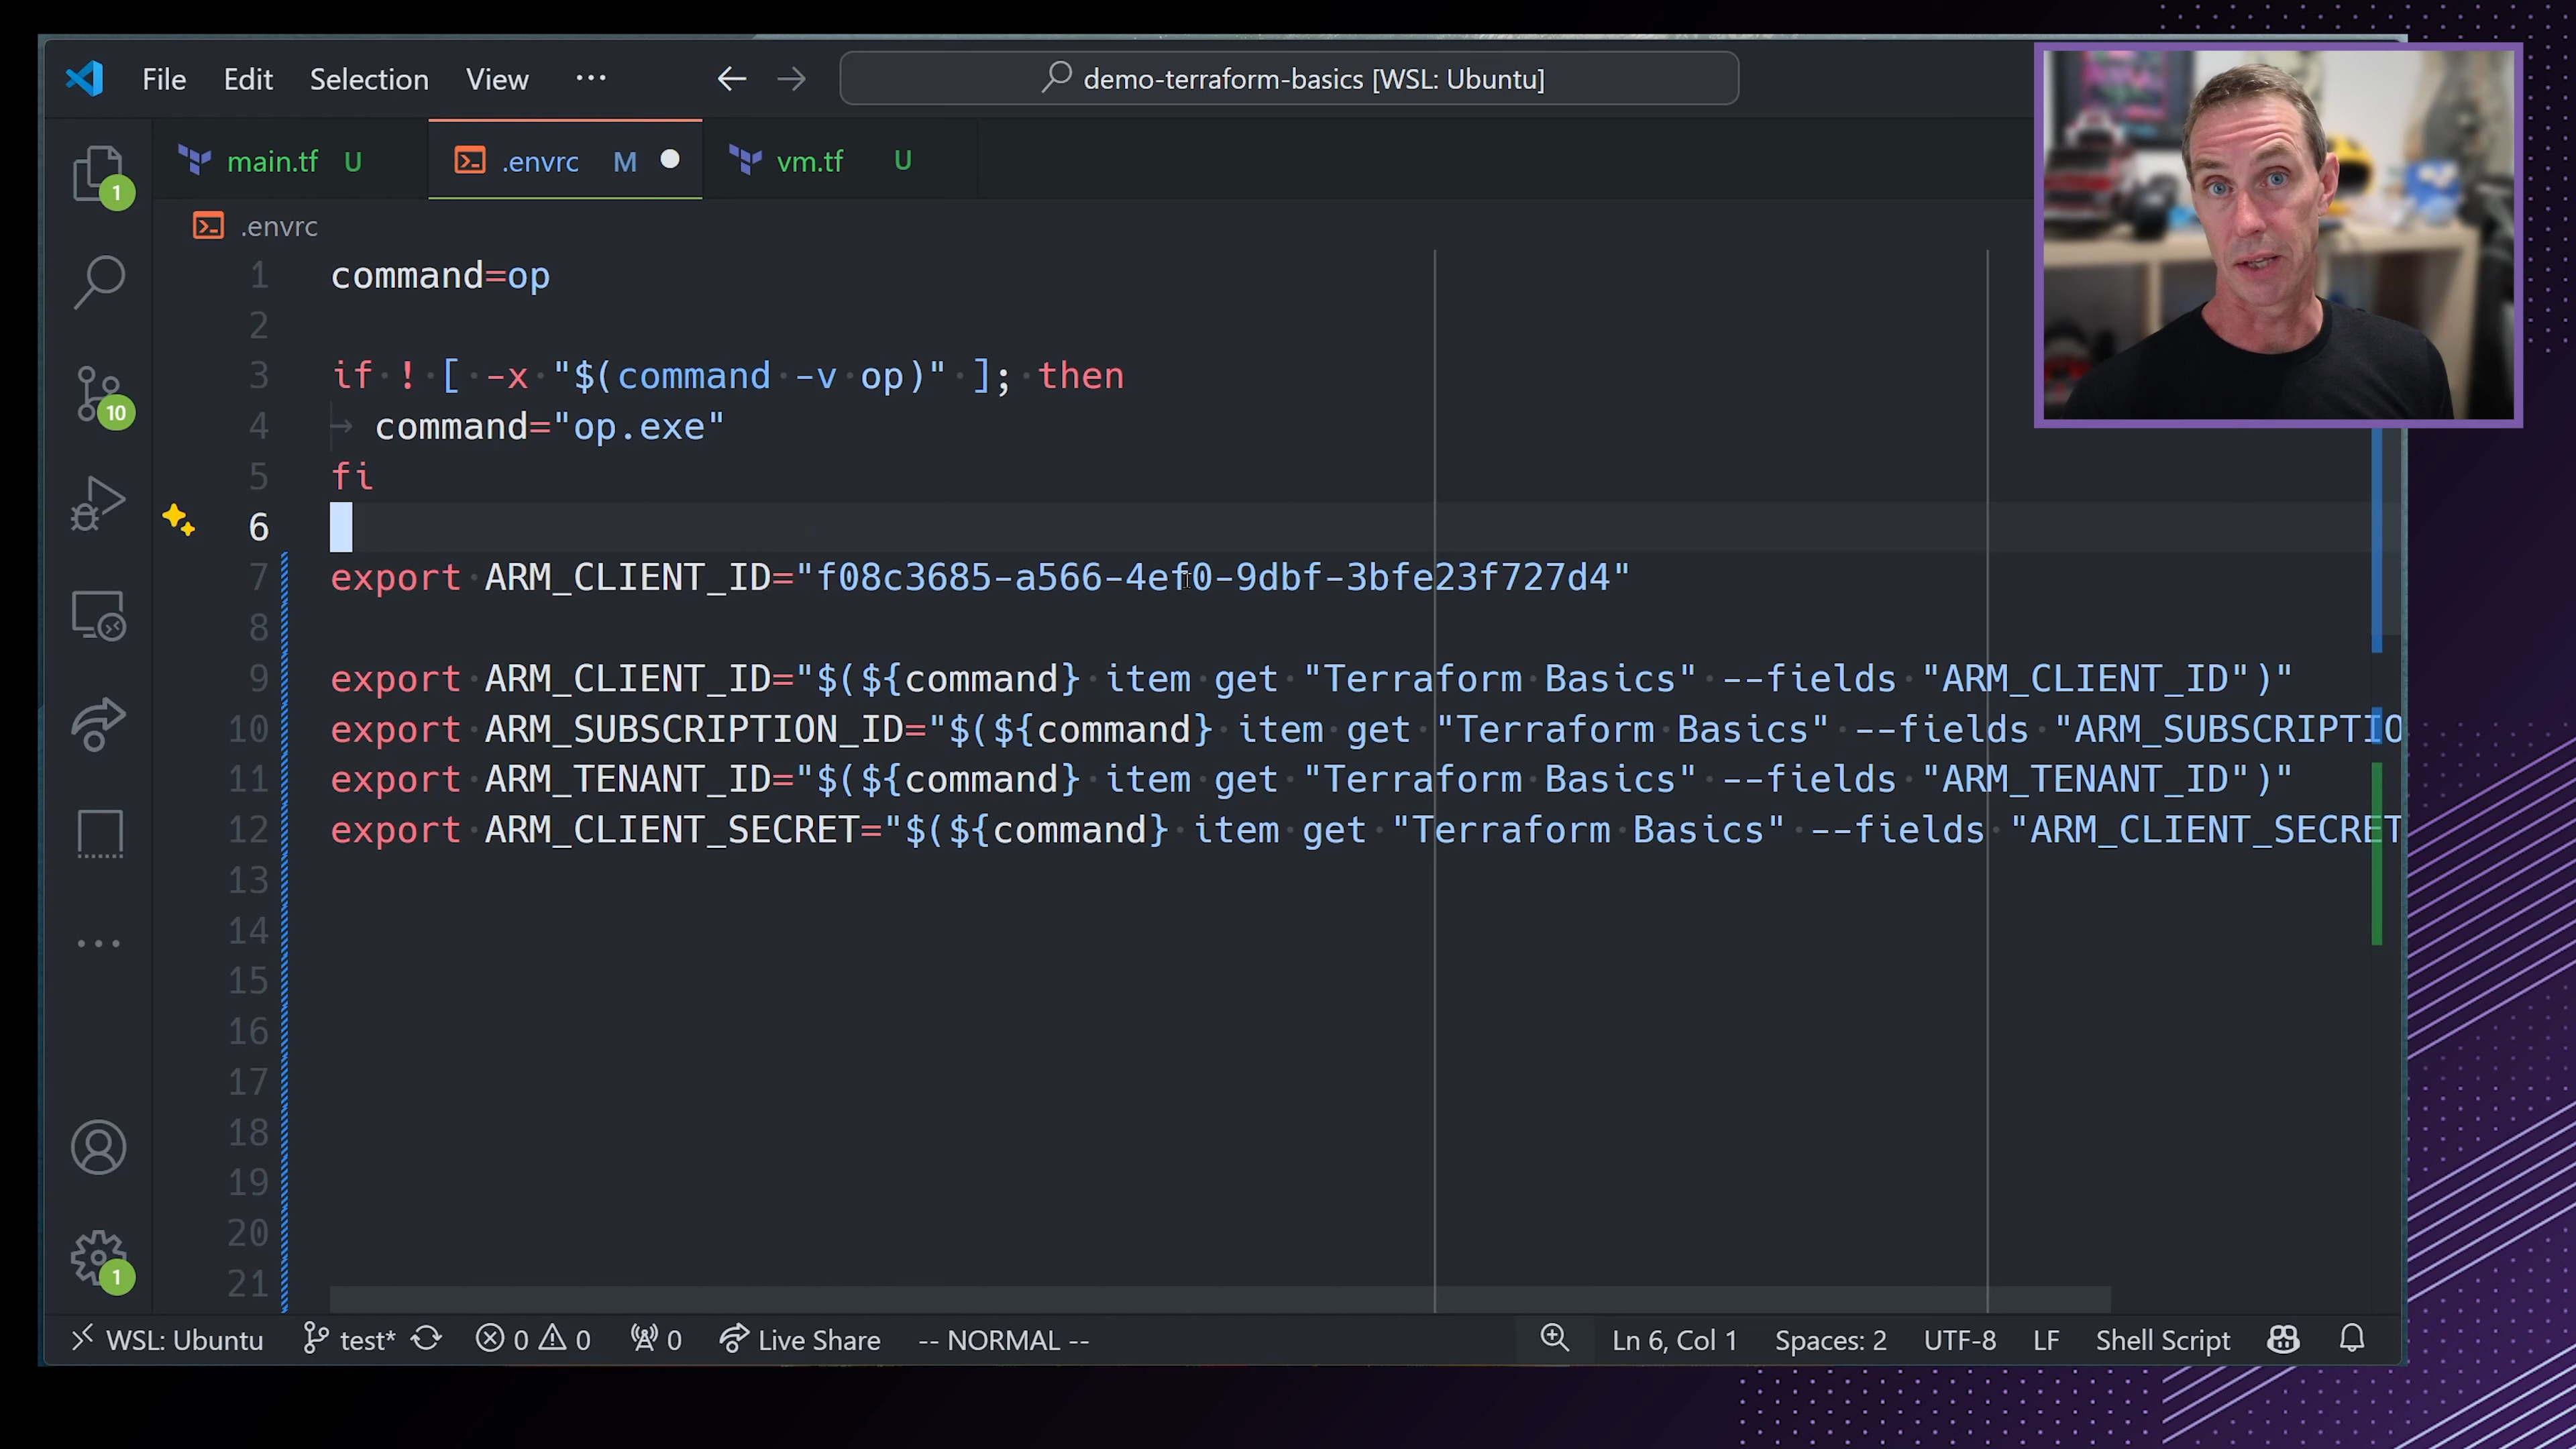 File Edit Selection View ··· demo-terraform-basics [WSL: Ubuntu]
main.tf U .envrc M vm.tf U
.envrc
1 command=op
2
3 if ! [ -x "$(command -v op)" ]; then
4 command="op.exe"
5 fi
6
7 export ARM_CLIENT_ID="f08c3685-a566-4ef0-9dbf-3bfe23f727d4"
8
9 export ARM_CLIENT_ID="$(${command} item get "Terraform Basics" --fields "ARM_CLIENT_ID")"
10 export ARM_SUBSCRIPTION_ID="$(${command} item get "Terraform Basics" --fields "ARM_SUBSCRIPTIO
11 export ARM_TENANT_ID="$(${command} item get "Terraform Basics" --fields "ARM_TENANT_ID")"
12 export ARM_CLIENT_SECRET="$(${command} item get "Terraform Basics" --fields "ARM_CLIENT_SECRET
13
14
15
16
17
18
19
20
21
1
10
1
WSL: Ubuntu test* 0 0 0 Live Share -- NORMAL -- Ln 6, Col 1 Spaces: 2 UTF-8 LF Shell Script